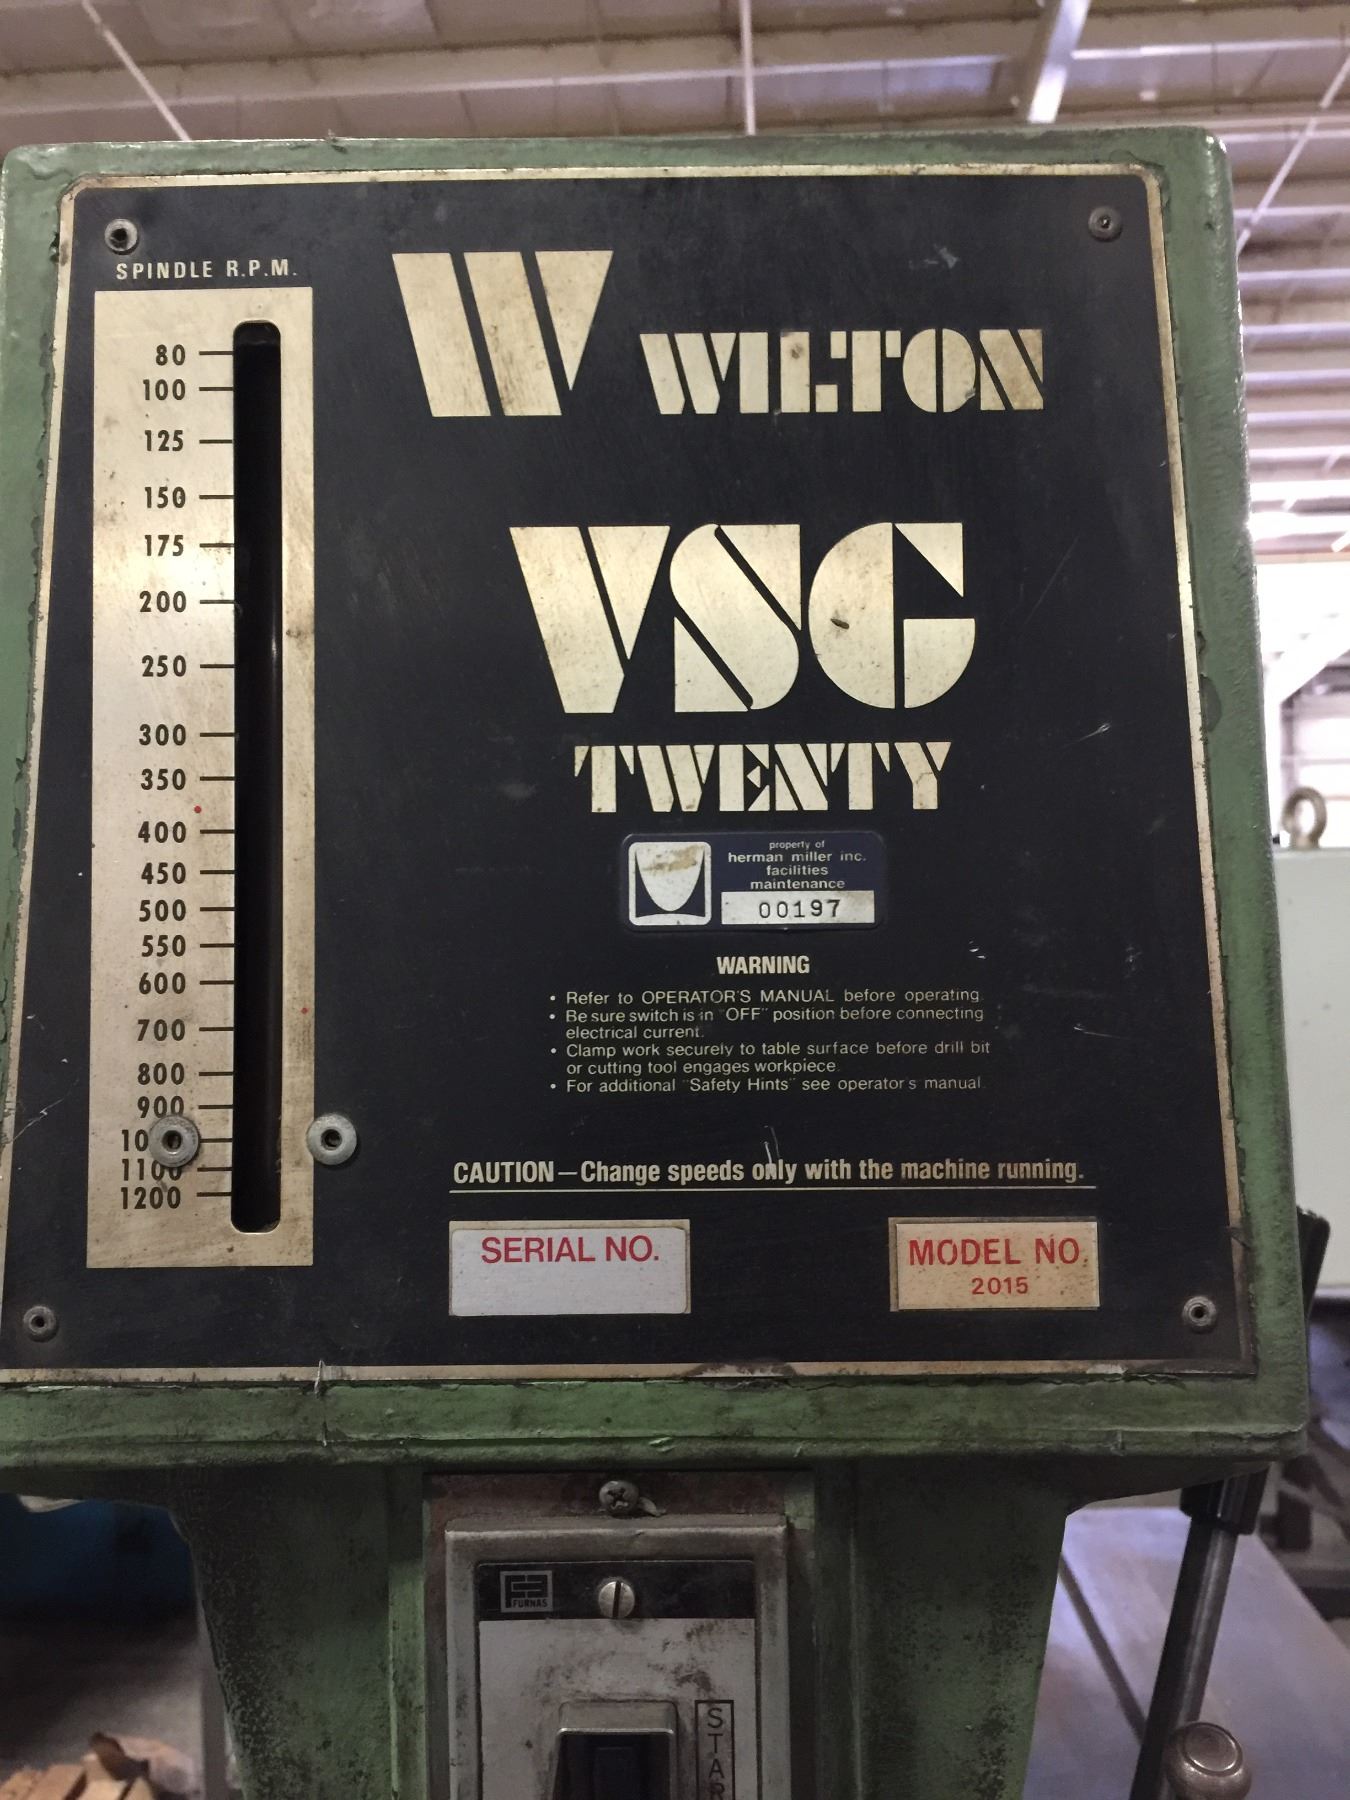 SPINDLE R.P.M.
80
100
125
150
175
200
250
300
350
400
450
500
550
600
700
800
900
10
1100
1200
W WILTON
VSG
TWENTY
property of
herman miller inc.
facilities
maintenance
00197
WARNING
• Refer to OPERATOR'S MANUAL before operating.
• Be sure switch is in "OFF" position before connecting
electrical current.
• Clamp work securely to table surface before drill bit
or cutting tool engages workpiece.
• For additional "Safety Hints" see operator's manual.
CAUTION—Change speeds only with the machine running.
SERIAL NO.
MODEL NO.
2015
FURNAS
STAR